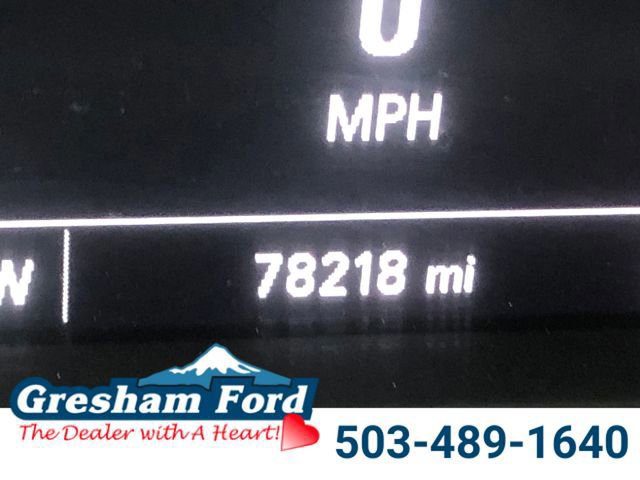 0
MPH
W
78218 mi
Gresham Ford
The Dealer with A Heart!
503-489-1640